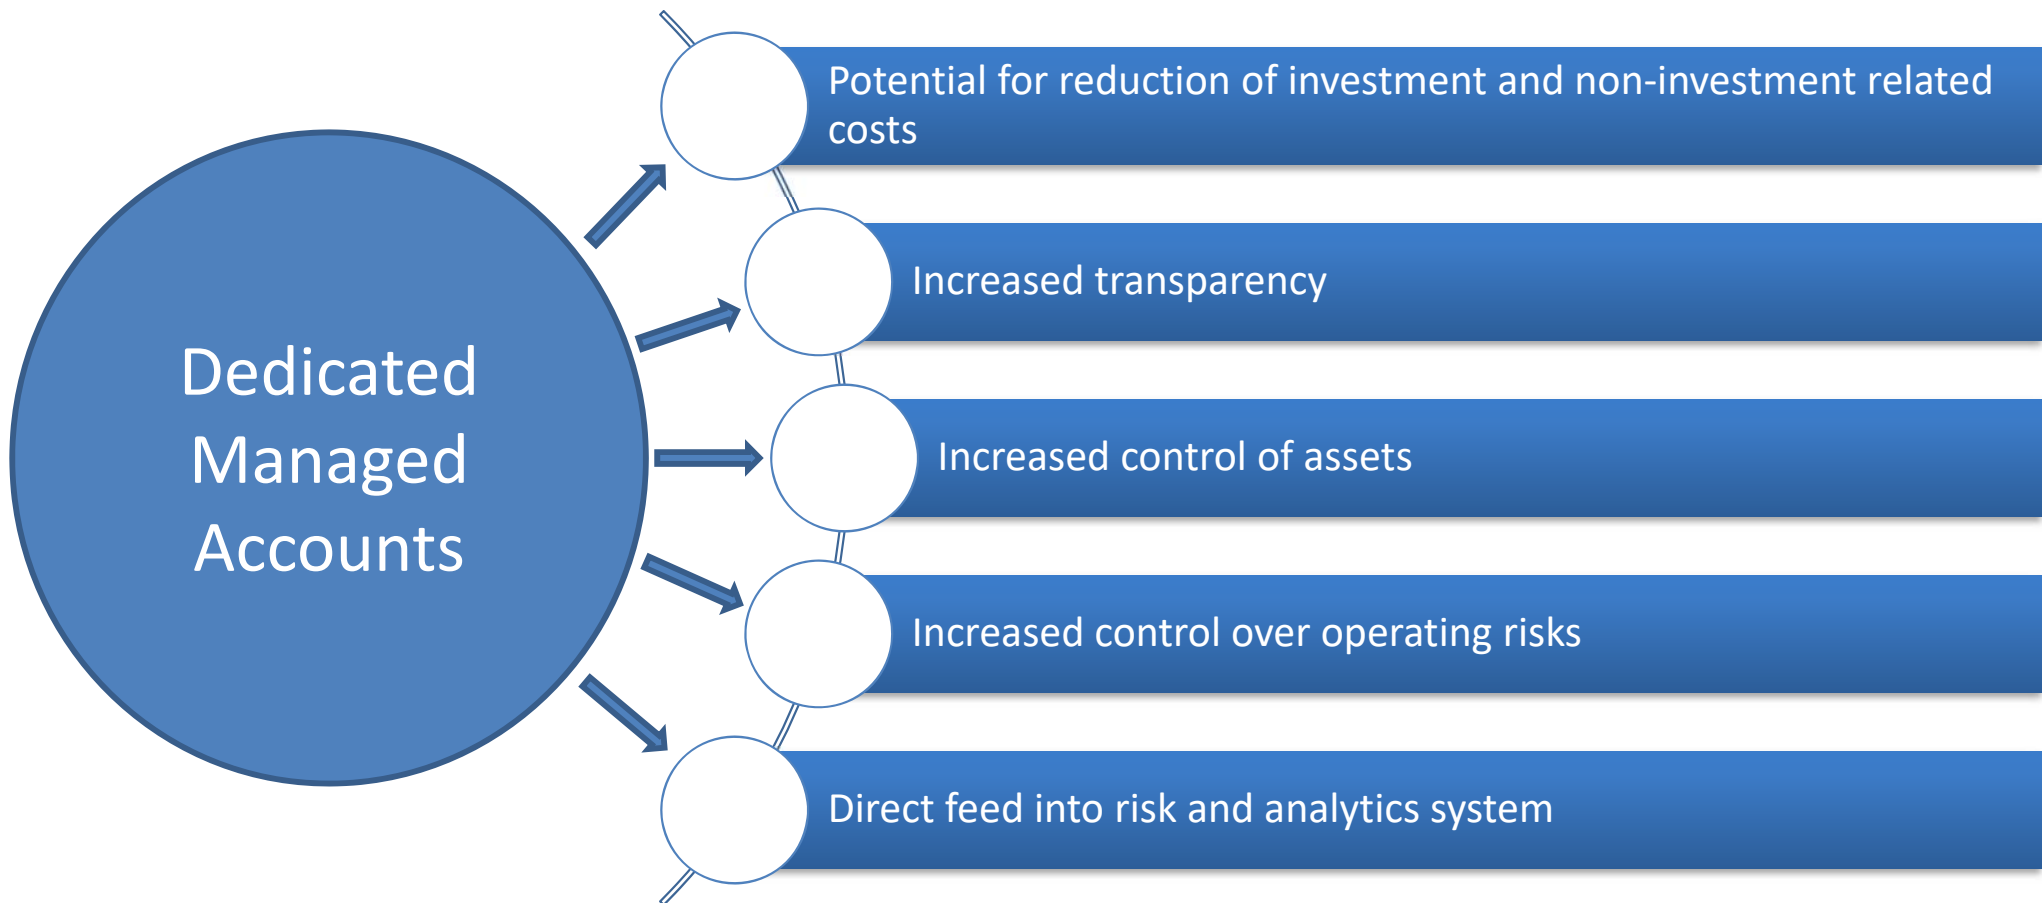 Dedicated
Managed
Accounts
Potential for reduction of investment and non-investment related
costs
Increased transparency
Increased control of assets
Increased control over operating risks
Direct feed into risk and analytics system